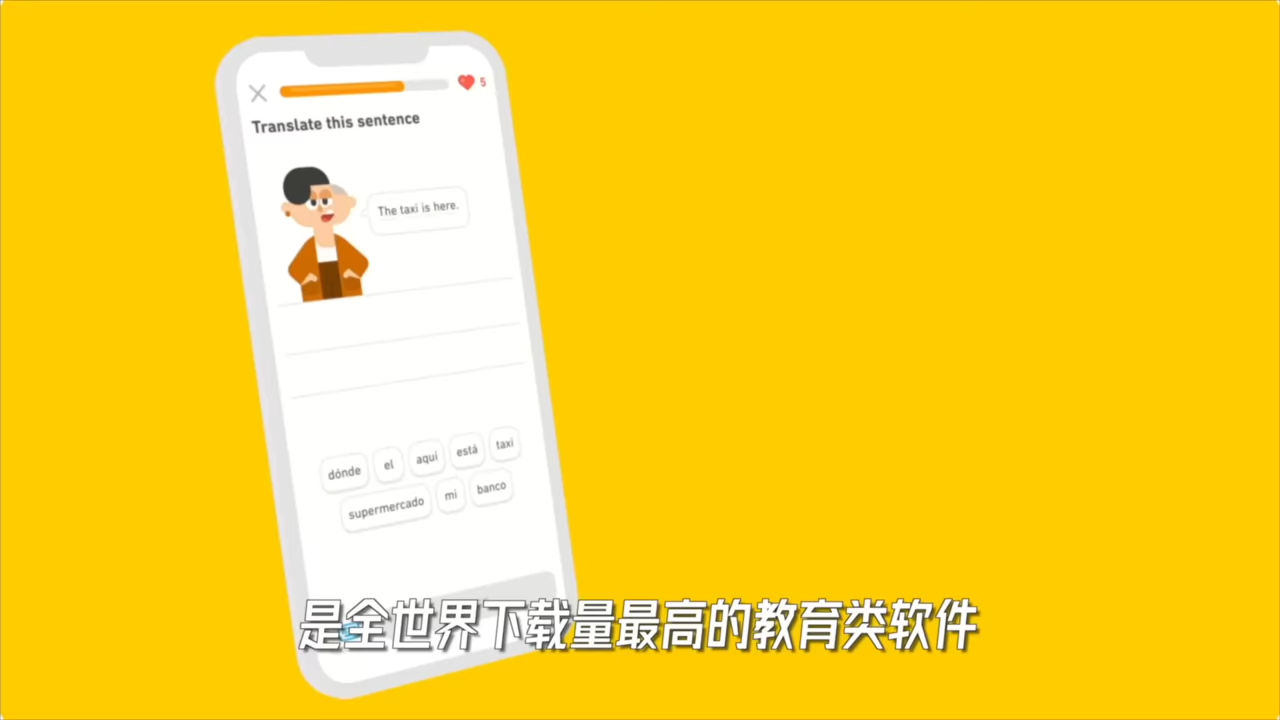 5
Translate this sentence
The taxi is here.
dónde el aquí está taxi
supermercado mi banco
是全世界下载量最高的教育类软件